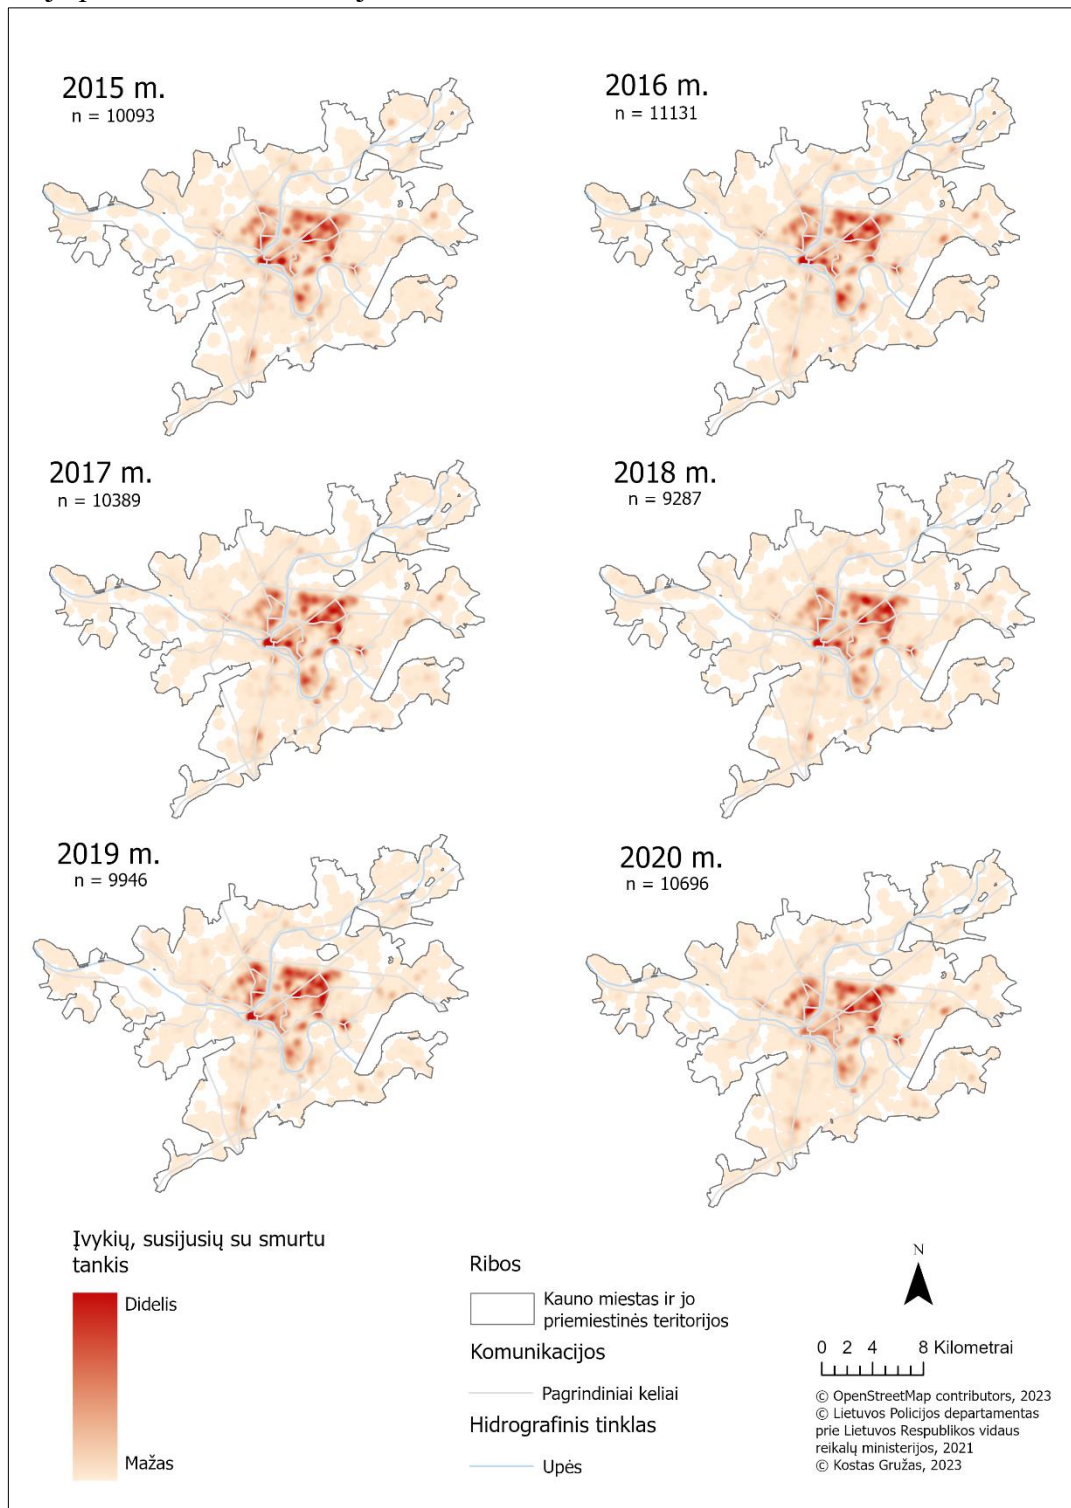 2015 m.
n = 10093
2016 m.
n = 11131
2017 m.
n = 10389
2018 m.
n = 9287
2019 m.
n = 9946
2020 m.
n = 10696
Įvykių, susijusių su smurtu
tankis
Didelis
Mažas
Ribos
Kauno miestas ir jo
priemiestinės teritorijos
Komunikacijos
Pagrindiniai keliai
Hidrografinis tinklas
Upės
N
0 2 4 8 Kilometrai
© OpenStreetMap contributors, 2023
© Lietuvos Policijos departamentas
prie Lietuvos Respublikos vidaus
reikalų ministerijos, 2021
© Kostas Gružas, 2023